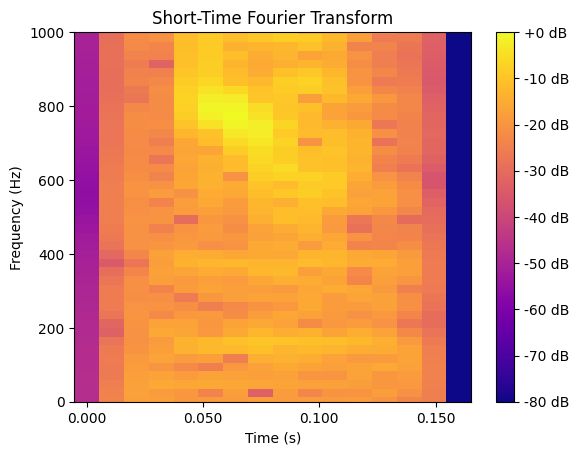 Short-Time Fourier Transform
Frequency (Hz)
1000
800
600
400
200
0
0.000
0.050
0.100
0.150
Time (s)
+0 dB
-10 dB
-20 dB
-30 dB
-40 dB
-50 dB
-60 dB
-70 dB
-80 dB